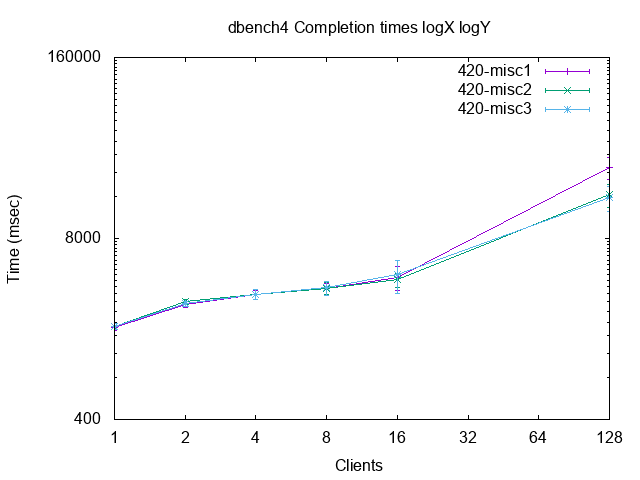 dbench4 Completion times logX logY
160000
8000
400
Time (msec)
420-misc1
420-misc2
420-misc3
1 2 4 8 16 32 64 128
Clients